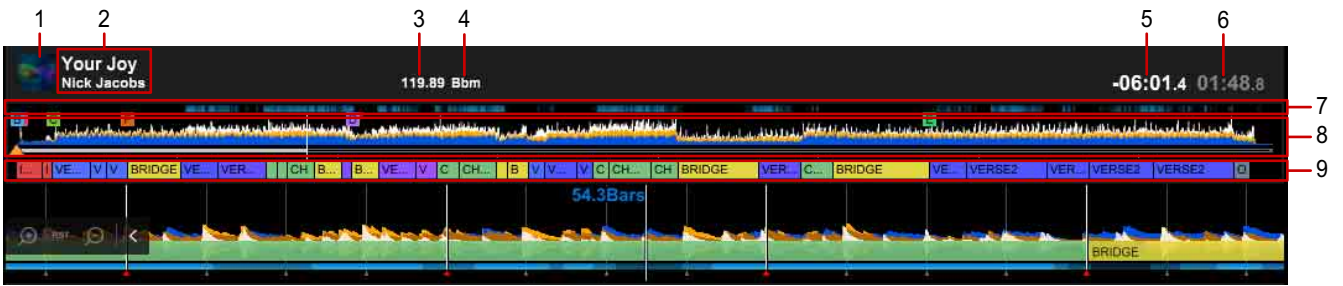 1 2 3 4 5 6
Your Joy
Nick Jacobs
119.89 Bbm
-06:01.4 01:48.8
7
8
I... I VE... V V BRIDGE VE... VER... CH B... B... VE... V C CH... B V V... V C CH... CH BRIDGE VER... C... BRIDGE VE... VERSE2 VER... VERSE2 VERSE2 O
9
54.3Bars
RST
BRIDGE